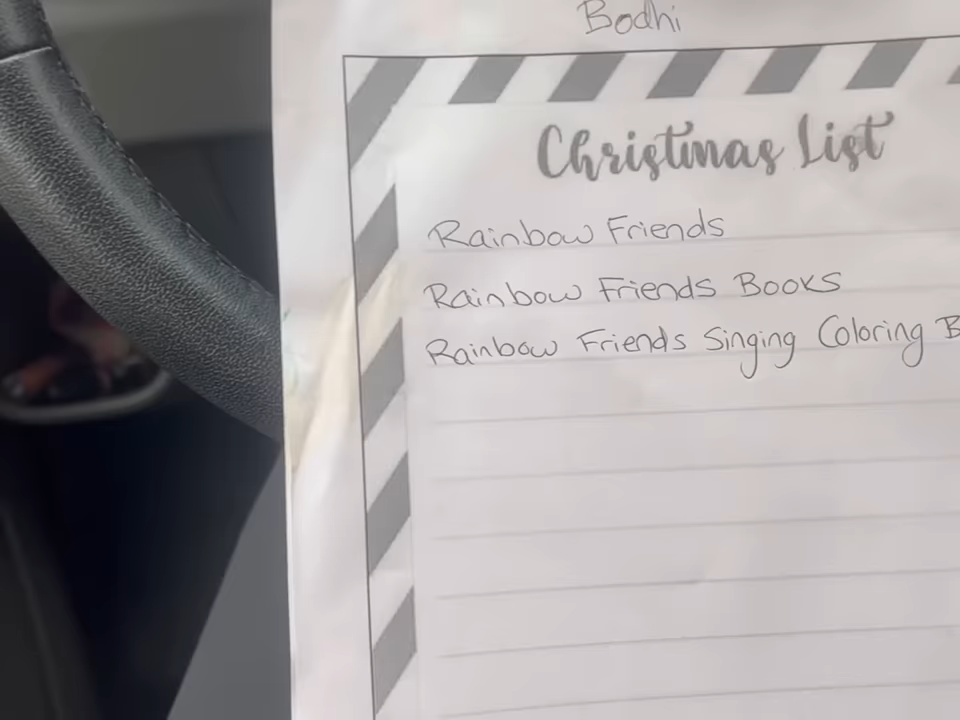 Bodhi
Christmas List
Rainbow Friends
Rainbow Friends Books
Rainbow Friends Singing Coloring B